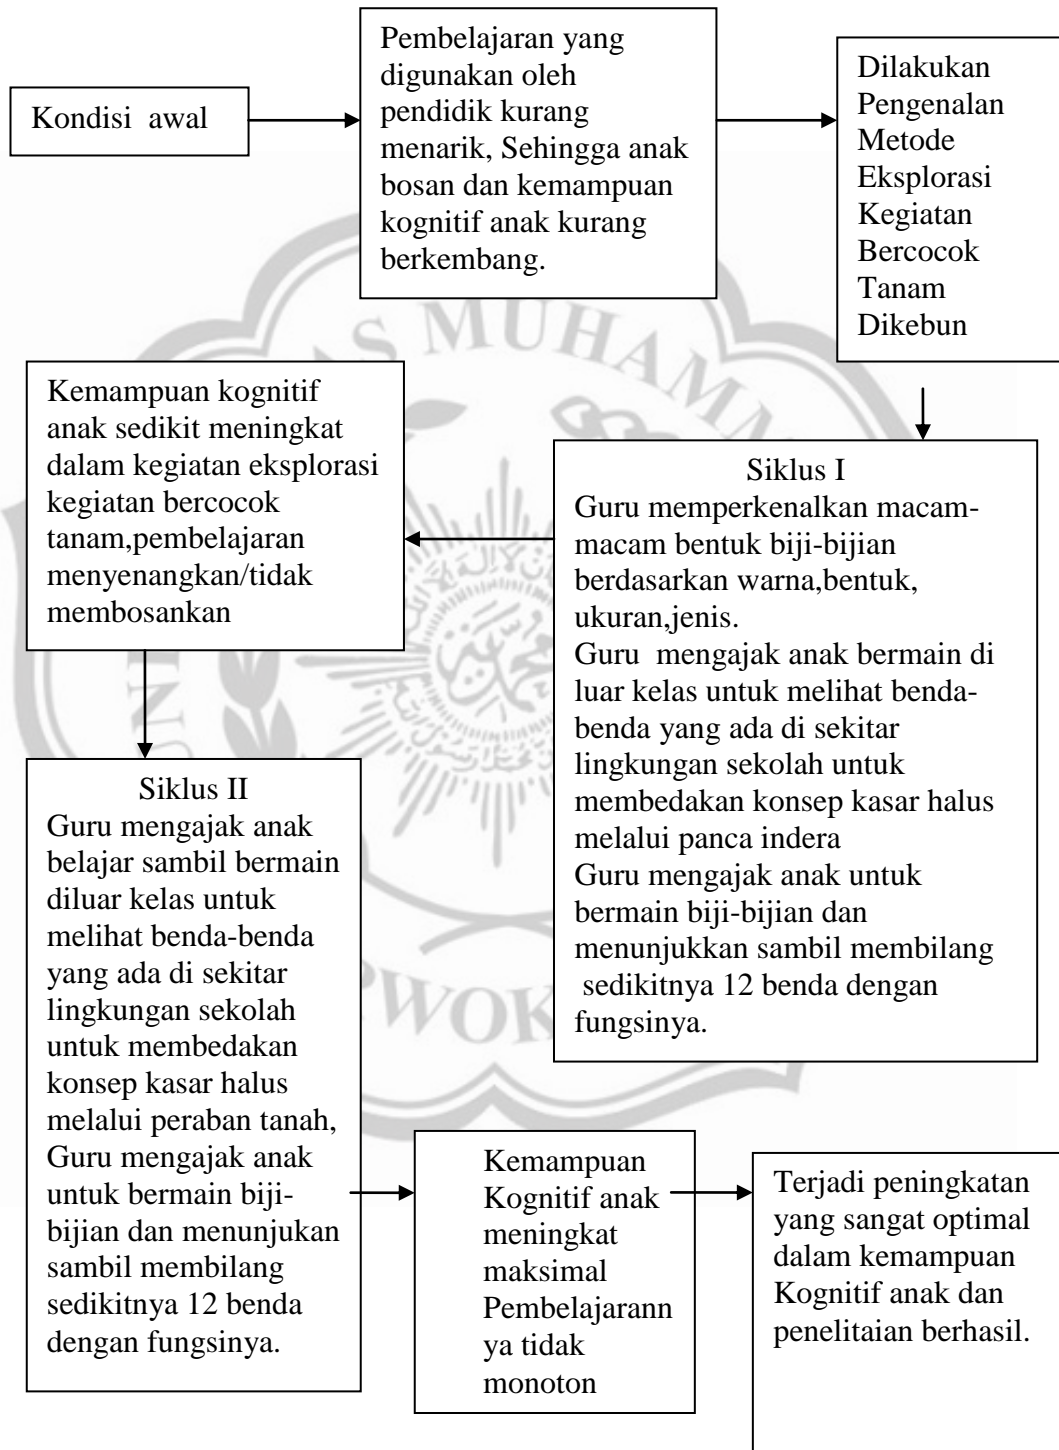 Kondisi  awal
Pembelajaran yang
digunakan oleh
pendidik kurang
menarik, Sehingga anak
bosan dan kemampuan
kognitif anak kurang
berkembang.
Dilakukan
Pengenalan
Metode
Eksplorasi
Kegiatan
Bercocok
Tanam
Dikebun
Siklus I
Guru memperkenalkan macam-
macam bentuk biji-bijian
berdasarkan warna,bentuk,
ukuran,jenis.
Guru  mengajak anak bermain di
luar kelas untuk melihat benda-
benda yang ada di sekitar
lingkungan sekolah untuk
membedakan konsep kasar halus
melalui panca indera
Guru mengajak anak untuk
bermain biji-bijian dan
menunjukkan sambil membilang
sedikitnya 12 benda dengan
fungsinya.
Kemampuan kognitif
anak sedikit meningkat
dalam kegiatan eksplorasi
kegiatan bercocok
tanam,pembelajaran
menyenangkan/tidak
membosankan
Siklus II
Guru mengajak anak
belajar sambil bermain
diluar kelas untuk
melihat benda-benda
yang ada di sekitar
lingkungan sekolah
untuk membedakan
konsep kasar halus
melalui peraban tanah,
Guru mengajak anak
untuk bermain biji-
bijian dan menunjukan
sambil membilang
sedikitnya 12 benda
dengan fungsinya.
Kemampuan
Kognitif anak
meningkat
maksimal
Pembelajarann
ya tidak
monoton
Terjadi peningkatan
yang sangat optimal
dalam kemampuan
Kognitif anak dan
penelitaian berhasil.